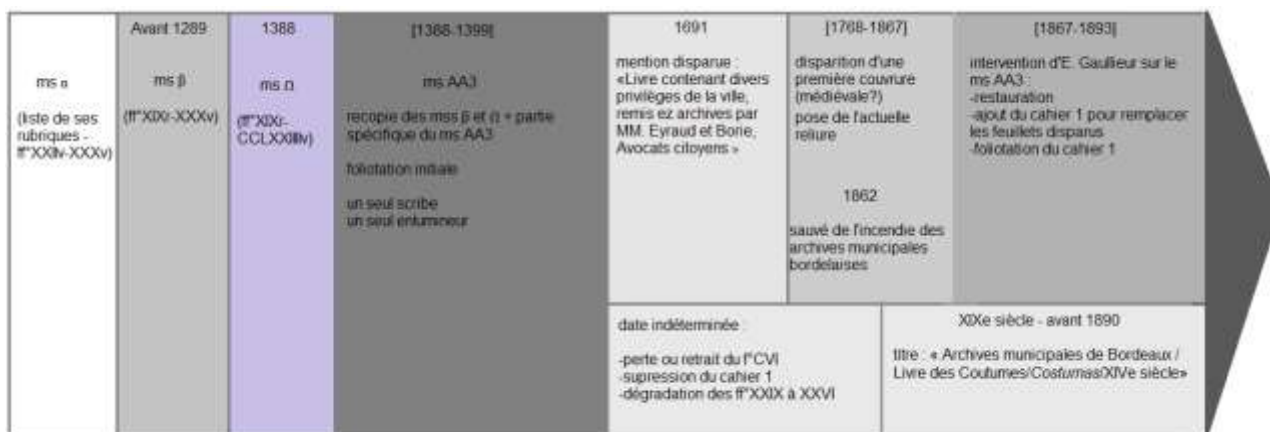 ms α
(liste de ses
rubriques -
ff°XXIIv-XXXv)
Avant 1289
ms β
(ff°XIXr-XXXv)
1388
ms Ω
(ff°XIXr-
CCLXXIIIv)
[1388-1399]
ms AA3
recopie des mss β et Ω + partie
spécifique du ms AA3
foliotation initiale
un seul scribe
un seul enlumineur
1691
mention disparue :
«Livre contenant divers
privilèges de la ville,
remis ez archives par
MM. Eyraud et Borie,
Avocats citoyens »
[1768-1867]
disparition d'une
première couvrure
(médiévale?)
pose de l'actuelle
reliure
1862
sauvé de l'incendie des
archives municipales
bordelaises
[1867-1893]
intervention d'E. Gaullieur sur le
ms AA3 :
-restauration
-ajout du cahier 1 pour remplacer
les feuillets disparus
-foliotation du cahier 1
date indéterminée :
-perte ou retrait du f°CVI
-supression du cahier 1
-dégradation des ff°XXIX à XXVI
XIXe siècle - avant 1890
titre : « Archives municipales de Bordeaux /
Livre des Coutumes/Costumas/XIVe siècle»